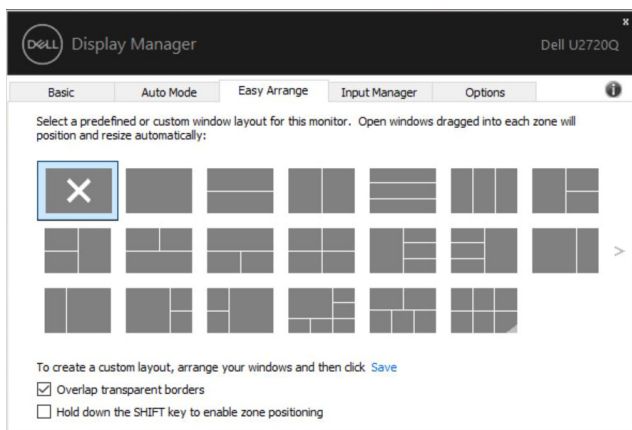 x
DELL Display Manager Dell U2720Q
Basic Auto Mode Easy Arrange Input Manager Options i
Select a predefined or custom window layout for this monitor. Open windows dragged into each zone will
position and resize automatically:
>
To create a custom layout, arrange your windows and then click Save
Overlap transparent borders
Hold down the SHIFT key to enable zone positioning